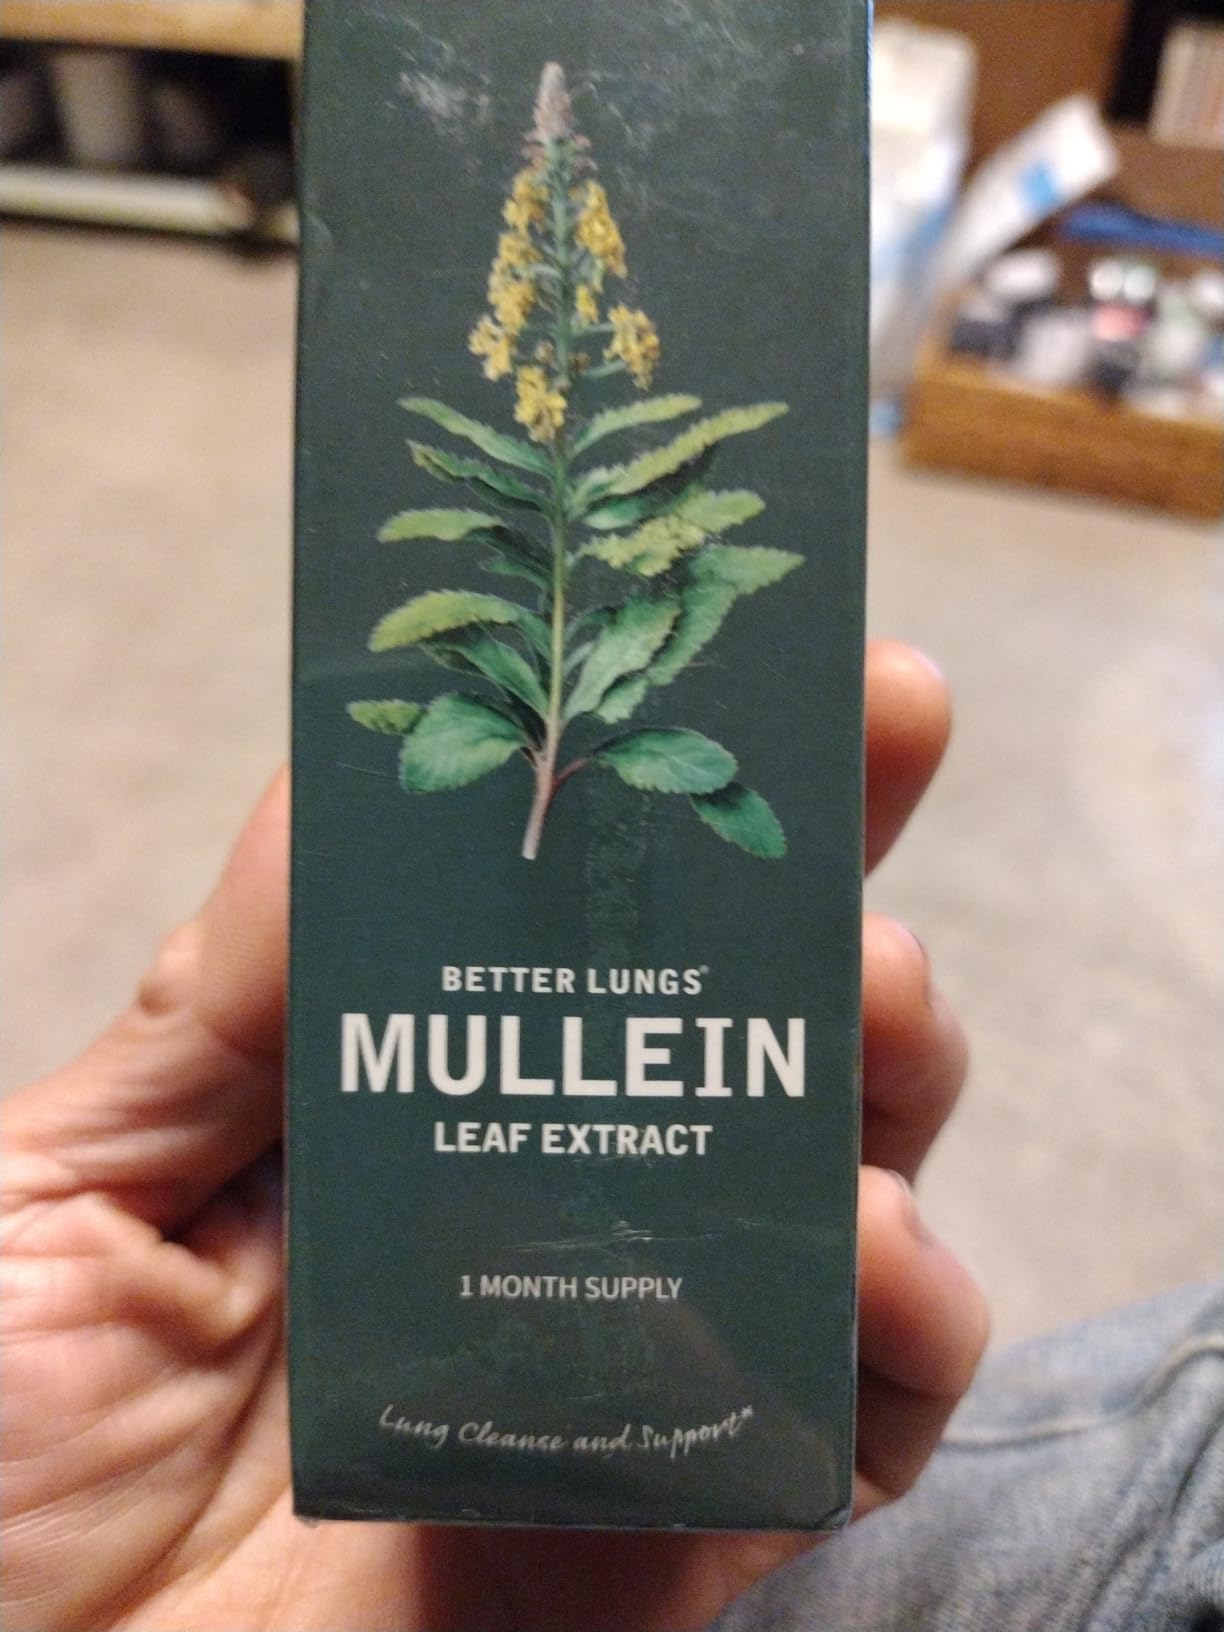 BETTER LUNGS®
MULLEIN
LEAF EXTRACT
1 MONTH SUPPLY
Lung Cleanse and Support*